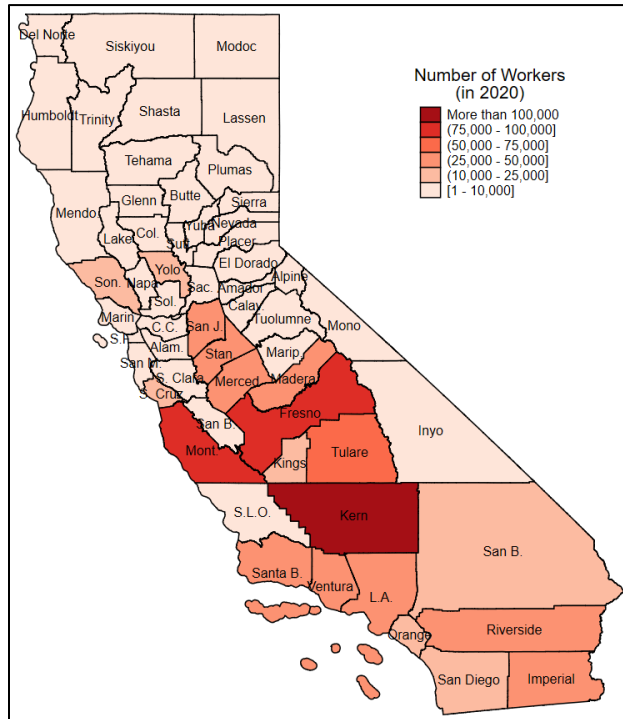 Del Norte
Siskiyou
Modoc
Number of Workers
(in 2020)
More than 100,000
(75,000 - 100,000]
(50,000 - 75,000]
(25,000 - 50,000]
(10,000 - 25,000]
[1 - 10,000]
Humboldt
Trinity
Shasta
Lassen
Tehama
Plumas
Mendo.
Glenn
Butte
Sierra
Lake
Col.
Sutt.
Yuba
Nevada
Placer
Son.
Napa
Yolo
Sac.
El Dorado
Alpine
Amador
Sol.
Calav.
Marin
C.C.
San J.
Tuolumne
Mono
S.F.
Alam.
San M.
Stan
Marip.
S. Clara
Merced
Madera
S. Cruz
Fresno
San B.
Inyo
Mont.
Kings
Tulare
S.L.O.
Kern
San B.
Santa B.
Ventura
L.A.
Orange
Riverside
San Diego
Imperial